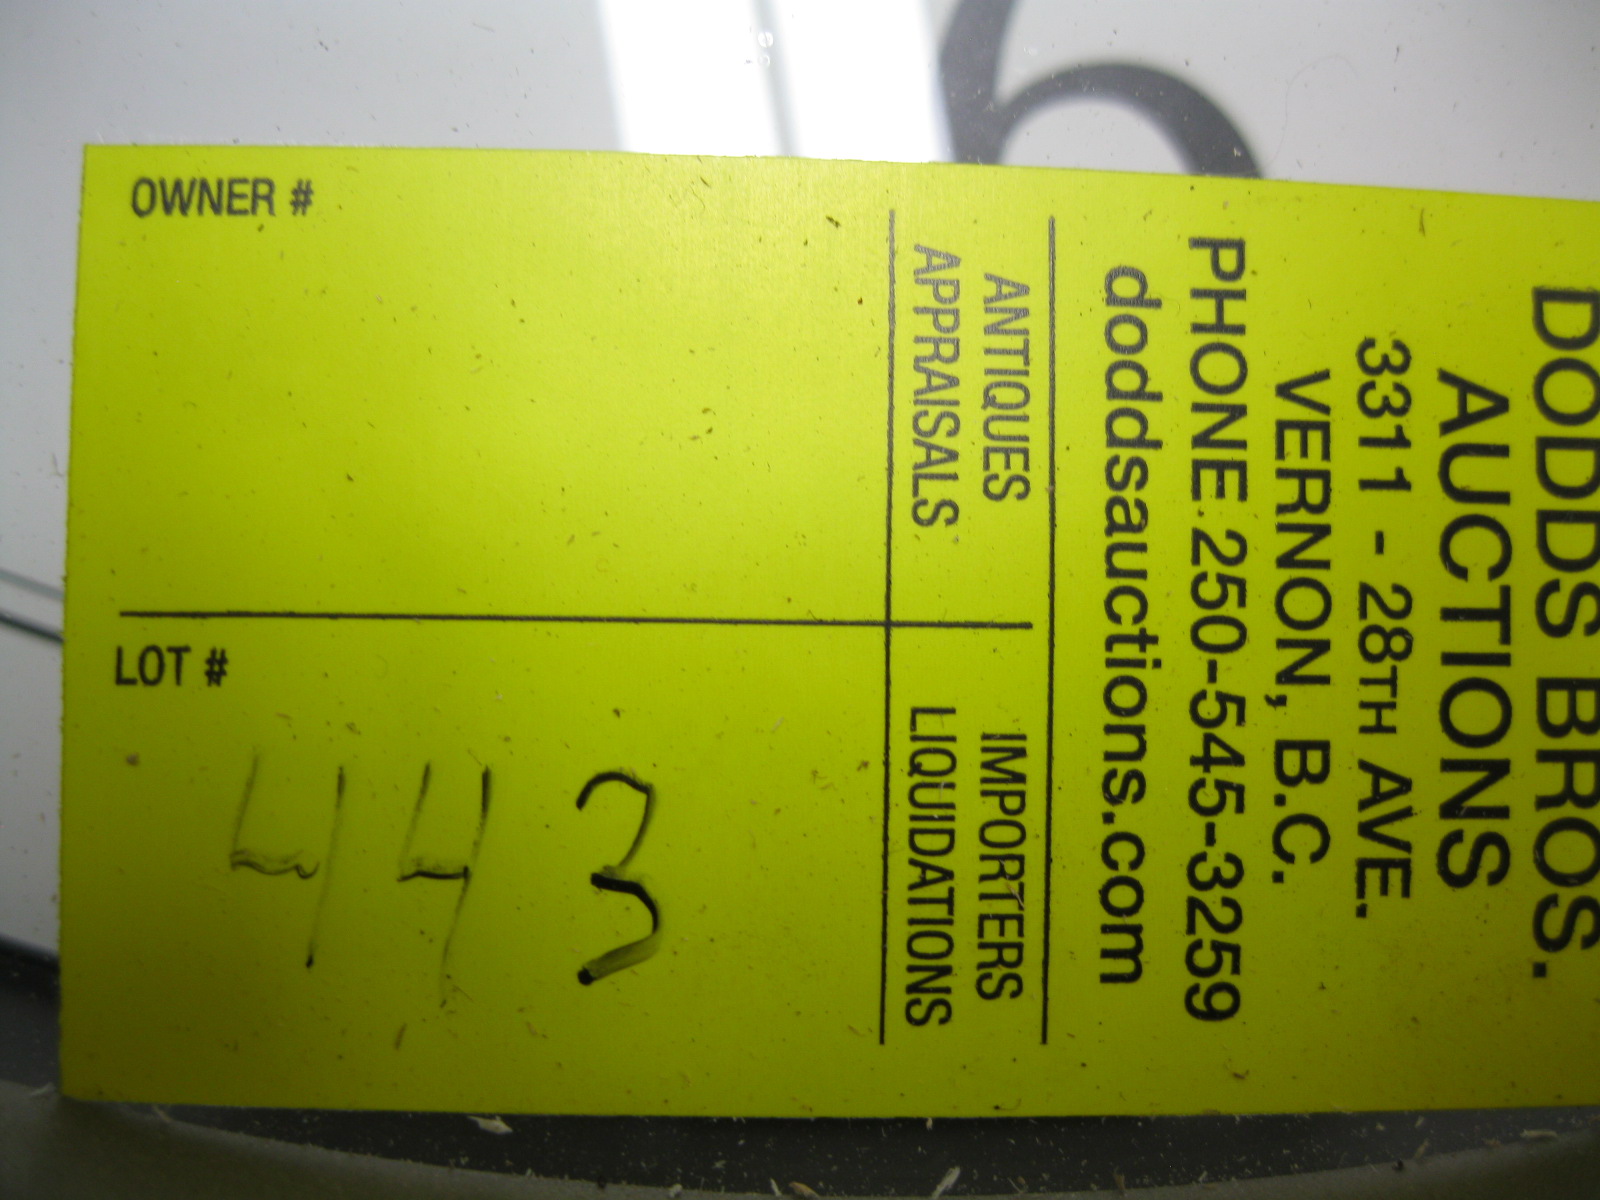 OWNER #
LOT #
443
DODDS BROS.
AUCTIONS
3311 - 28TH AVE.
VERNON, B.C.
PHONE 250-545-3259
doddsauctions.com
ANTIQUES
APPRAISALS
IMPORTERS
LIQUIDATIONS